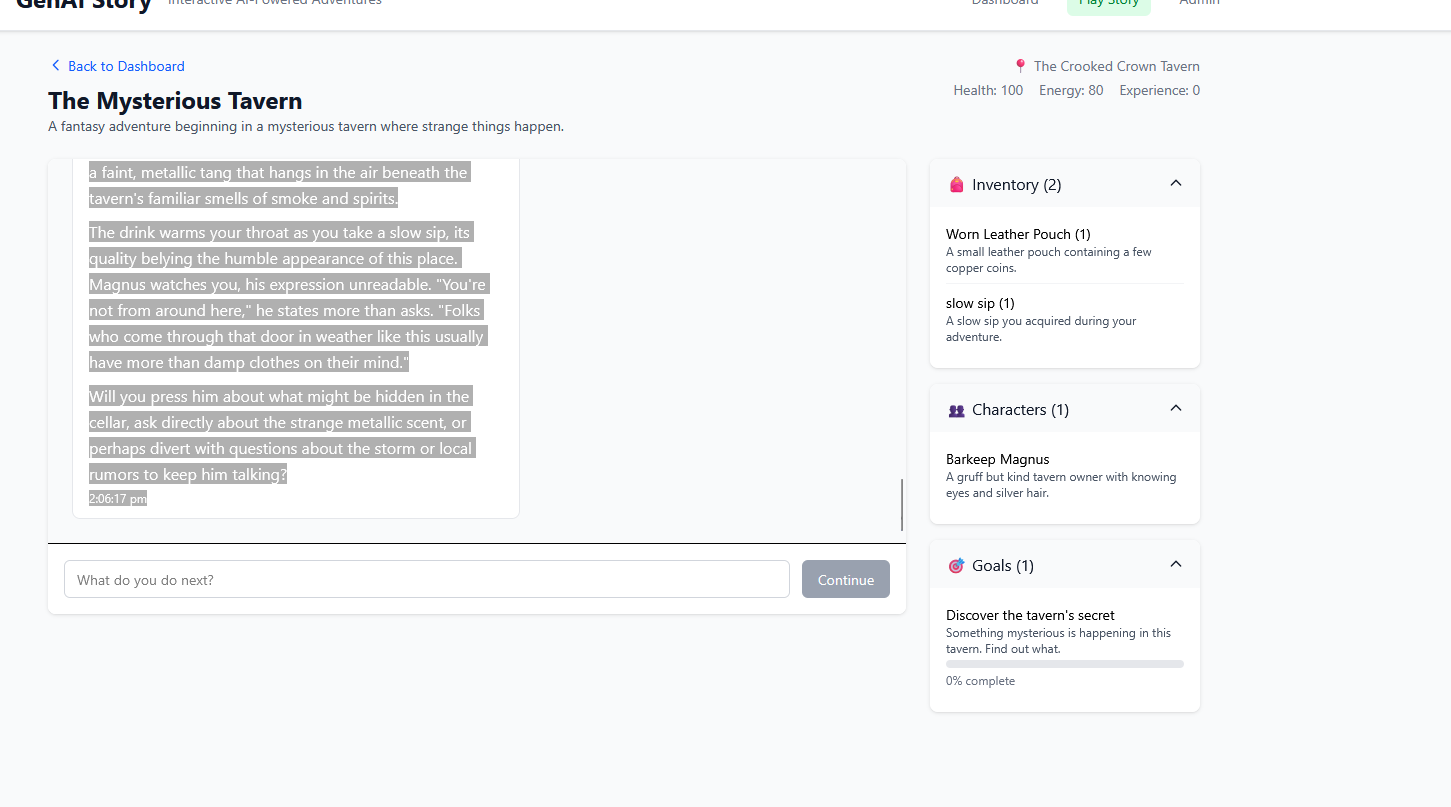 GenAI Story Interactive AI-Powered Adventures Dashboard Play Story Admin
Back to Dashboard
The Mysterious Tavern
A fantasy adventure beginning in a mysterious tavern where strange things happen.
The Crooked Crown Tavern
Health: 100 Energy: 80 Experience: 0
a faint, metallic tang that hangs in the air beneath the
tavern's familiar smells of smoke and spirits.
The drink warms your throat as you take a slow sip, its
quality belying the humble appearance of this place.
Magnus watches you, his expression unreadable. "You're
not from around here," he states more than asks. "Folks
who come through that door in weather like this usually
have more than damp clothes on their mind."
Will you press him about what might be hidden in the
cellar, ask directly about the strange metallic scent, or
perhaps divert with questions about the storm or local
rumors to keep him talking?
2:06:17 pm
What do you do next?
Continue
Inventory (2)
Worn Leather Pouch (1)
A small leather pouch containing a few
copper coins.
slow sip (1)
A slow sip you acquired during your
adventure.
Characters (1)
Barkeep Magnus
A gruff but kind tavern owner with knowing
eyes and silver hair.
Goals (1)
Discover the tavern's secret
Something mysterious is happening in this
tavern. Find out what.
0% complete